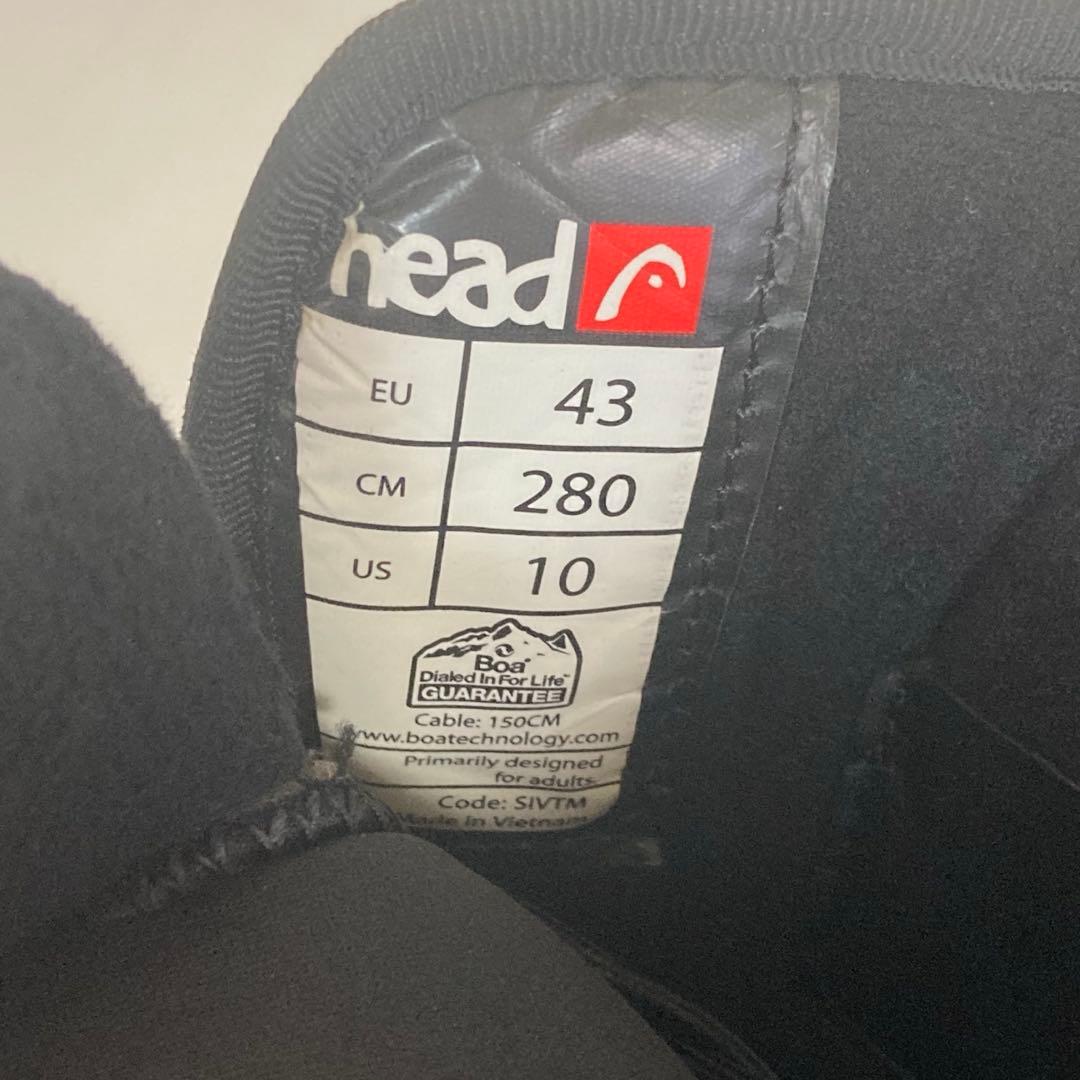 head
EU 43
CM 280
US 10
Boa®
Dialed In For Life™
GUARANTEE
Cable: 150CM
www.boatechnology.com
Primarily designed
for adults
Code: SIVTM
Made in Vietnam